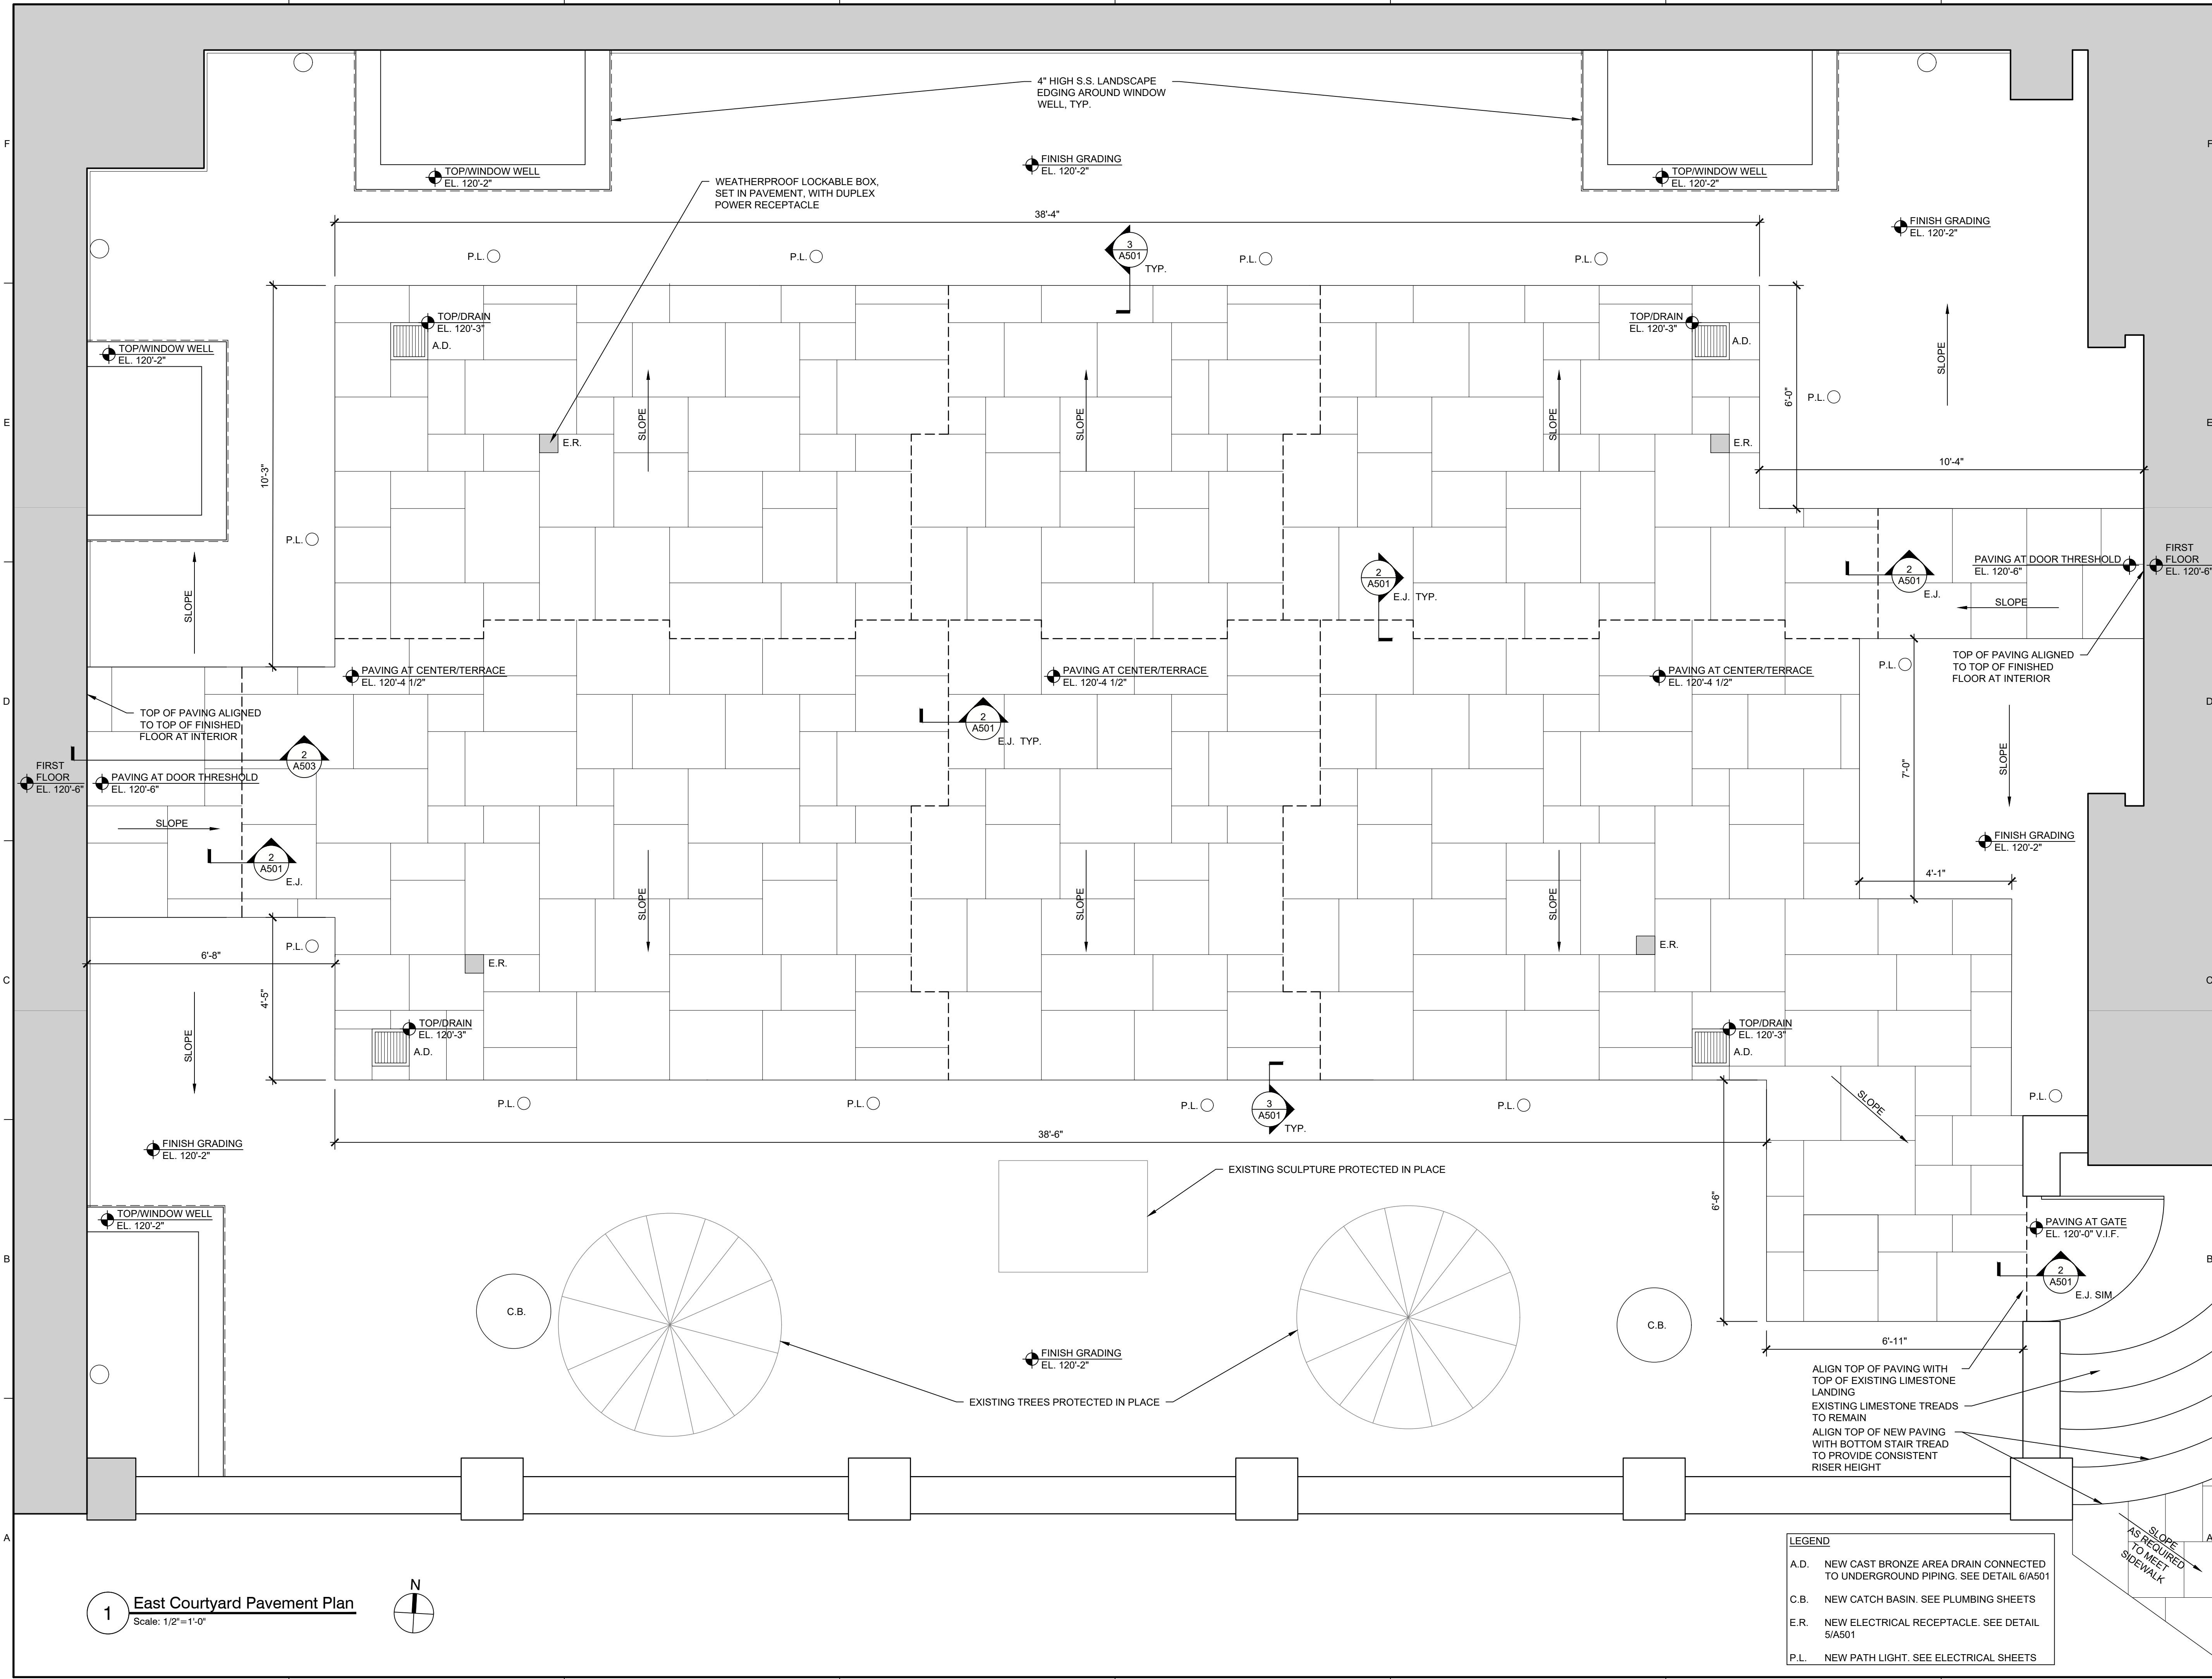 4" HIGH S.S. LANDSCAPE
EDGING AROUND WINDOW
WELL, TYP.
F
F
FINISH GRADING
EL. 120'-2"
TOP/WINDOW WELL
EL. 120'-2"
TOP/WINDOW WELL
EL. 120'-2"
WEATHERPROOF LOCKABLE BOX,
SET IN PAVEMENT, WITH DUPLEX
POWER RECEPTACLE
38'-4"
FINISH GRADING
EL. 120'-2"
P.L.
P.L.
3
A501
TYP.
P.L.
P.L.
TOP/DRAIN
EL. 120'-3"
A.D.
TOP/DRAIN
EL. 120'-3"
A.D.
TOP/WINDOW WELL
EL. 120'-2"
SLOPE
6'-0"
P.L.
SLOPE
SLOPE
SLOPE
E
E
E.R.
E.R.
10'-3"
10'-4"
P.L.
FIRST
FLOOR
EL. 120'-6"
PAVING AT DOOR THRESHOLD
EL. 120'-6"
2
A501
E.J. TYP.
2
A501
E.J.
SLOPE
SLOPE
TOP OF PAVING ALIGNED
TO TOP OF FINISHED
FLOOR AT INTERIOR
P.L.
PAVING AT CENTER/TERRACE
EL. 120'-4 1/2"
PAVING AT CENTER/TERRACE
EL. 120'-4 1/2"
PAVING AT CENTER/TERRACE
EL. 120'-4 1/2"
D
D
TOP OF PAVING ALIGNED
TO TOP OF FINISHED
FLOOR AT INTERIOR
2
A501
E.J. TYP.
2
A503
FIRST
FLOOR
EL. 120'-6"
PAVING AT DOOR THRESHOLD
EL. 120'-6"
SLOPE
7'-0"
SLOPE
FINISH GRADING
EL. 120'-2"
2
A501
E.J.
4'-1"
SLOPE
SLOPE
SLOPE
P.L.
6'-8"
E.R.
E.R.
C
C
4'-5"
SLOPE
TOP/DRAIN
EL. 120'-3"
A.D.
TOP/DRAIN
EL. 120'-3"
A.D.
P.L.
P.L.
P.L.
3
A501
TYP.
P.L.
SLOPE
P.L.
38'-6"
FINISH GRADING
EL. 120'-2"
EXISTING SCULPTURE PROTECTED IN PLACE
6'-6"
TOP/WINDOW WELL
EL. 120'-2"
PAVING AT GATE
EL. 120'-0" V.I.F.
B
B
2
A501
E.J. SIM.
C.B.
C.B.
6'-11"
FINISH GRADING
EL. 120'-2"
EXISTING TREES PROTECTED IN PLACE
ALIGN TOP OF PAVING WITH
TOP OF EXISTING LIMESTONE
LANDING
EXISTING LIMESTONE TREADS
TO REMAIN
ALIGN TOP OF NEW PAVING
WITH BOTTOM STAIR TREAD
TO PROVIDE CONSISTENT
RISER HEIGHT
A
A
SLOPE
AS REQUIRED
TO MEET
SIDEWALK
LEGEND
A.D. NEW CAST BRONZE AREA DRAIN CONNECTED
TO UNDERGROUND PIPING. SEE DETAIL 6/A501
C.B. NEW CATCH BASIN. SEE PLUMBING SHEETS
E.R. NEW ELECTRICAL RECEPTACLE. SEE DETAIL
5/A501
P.L. NEW PATH LIGHT. SEE ELECTRICAL SHEETS
1
East Courtyard Pavement Plan
Scale: 1/2"=1'-0"
N